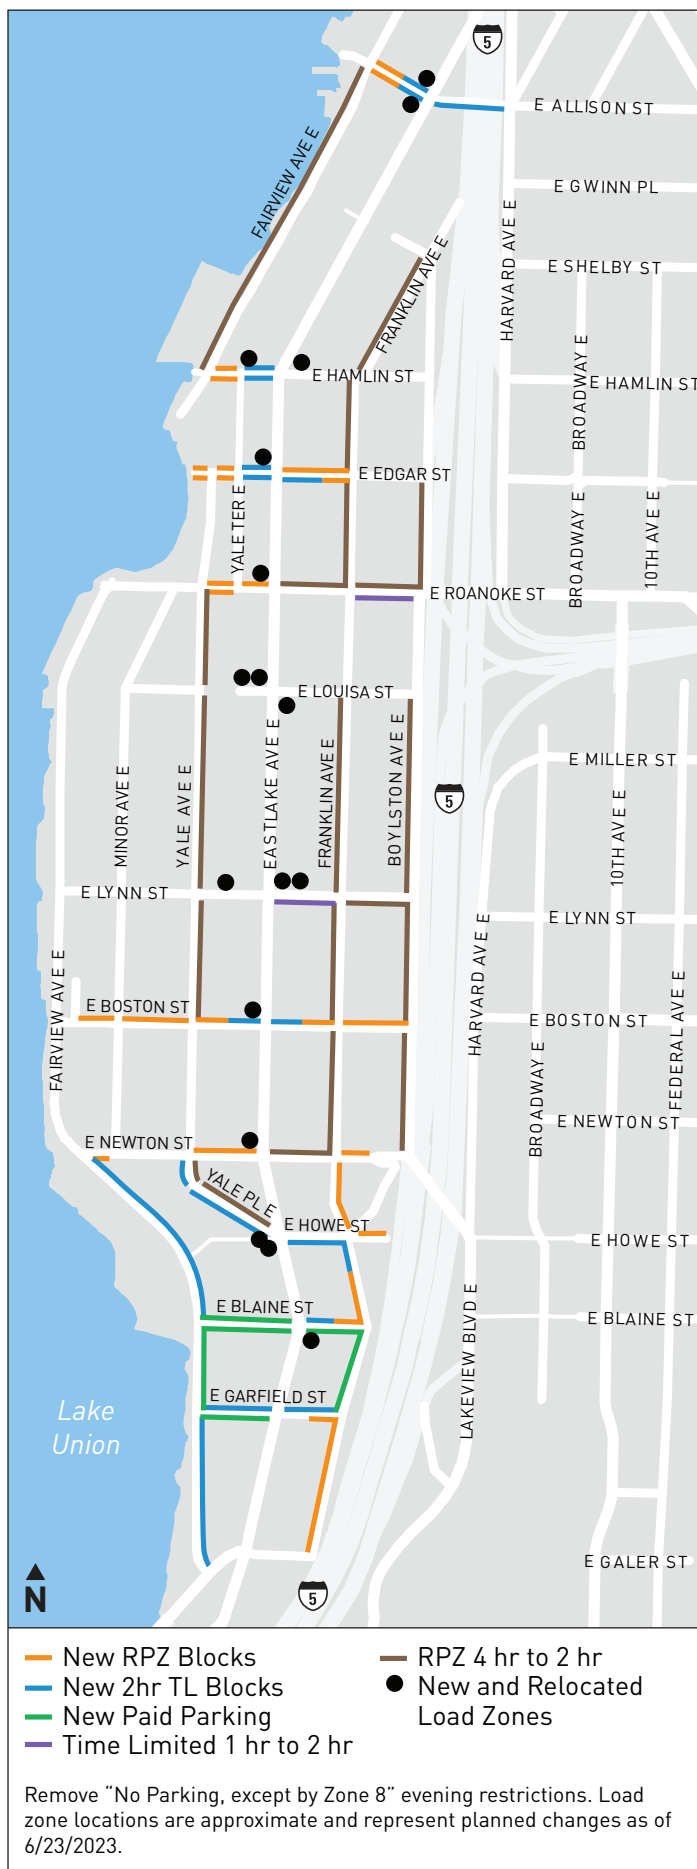 5
E ALLISON ST
FAIRVIEW AVE E
E GWINN PL
HARVARD AVE E
FRANKLIN AVE E
E SHELBY ST
BROADWAY E
E HAMLIN ST
E HAMLIN ST
E EDGAR ST
YALE TER E
BROADWAY E
10TH AVE E
E ROANOKE ST
E LOUISA ST
MINOR AVE E
YALE AVE E
EASTLAKE AVE E
FRANKLIN AVE E
BOYLSTON AVE E
5
E MILLER ST
10TH AVE E
E LYNN ST
E LYNN ST
HARVARD AVE E
FAIRVIEW AVE E
E BOSTON ST
E BOSTON ST
BROADWAY E
FEDERAL AVE E
E NEWTON ST
E NEWTON ST
YALE PL E
E HOWE ST
E HOWE ST
E BLAINE ST
E BLAINE ST
LAKEVIEW BLVD E
E GARFIELD ST
Lake
Union
E GALER ST
N
5
New RPZ Blocks
New 2hr TL Blocks
New Paid Parking
Time Limited 1 hr to 2 hr
RPZ 4 hr to 2 hr
New and Relocated
Load Zones
Remove “No Parking, except by Zone 8” evening restrictions. Load
zone locations are approximate and represent planned changes as of
6/23/2023.